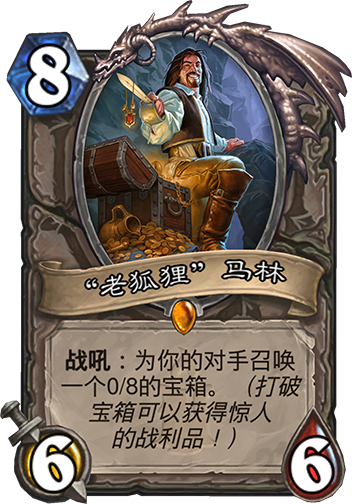 8
“老狐狸” 马林
战吼：为你的对手召唤
一个0/8的宝箱。（打破
宝箱可以获得惊人
的战利品！）
6
6